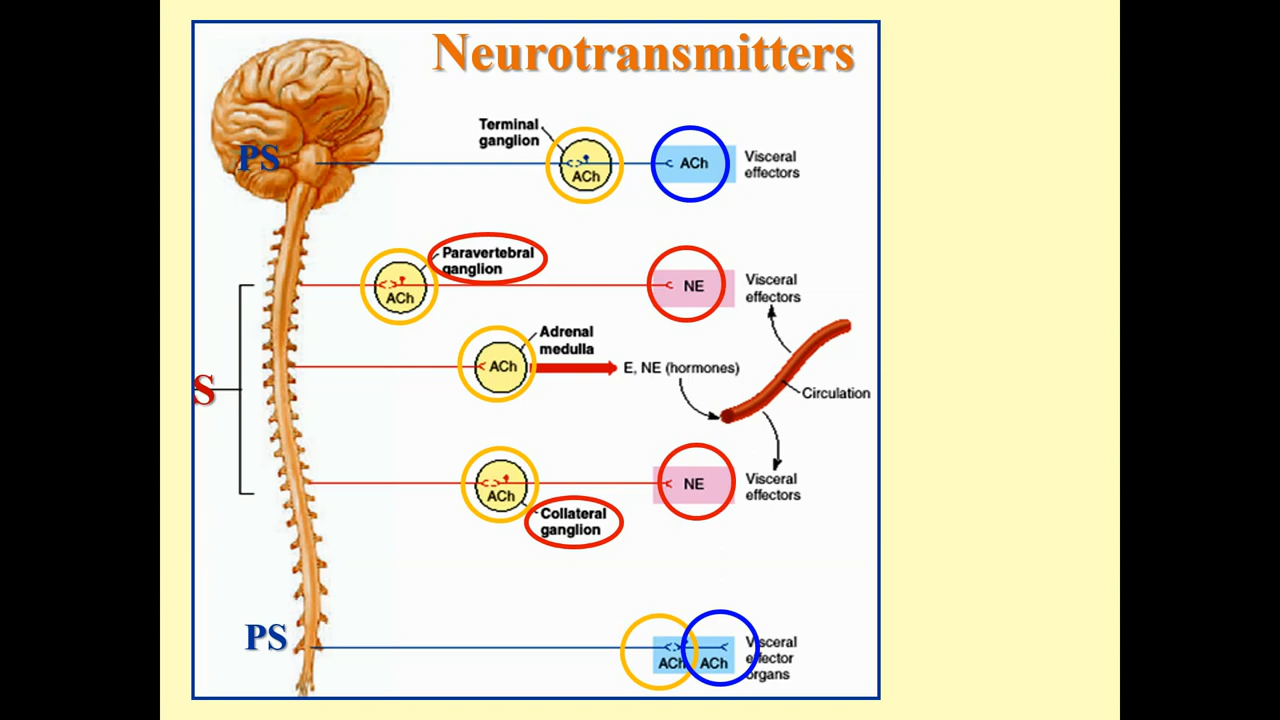 Neurotransmitters
Terminal
ganglion
PS
ACh
ACh
Visceral
effectors
Paravertebral
ganglion
ACh
NE
Visceral
effectors
Adrenal
medulla
ACh
E, NE (hormones)
S
Circulation
ACh
NE
Visceral
effectors
Collateral
ganglion
PS
ACh
ACh
Visceral
effector
organs